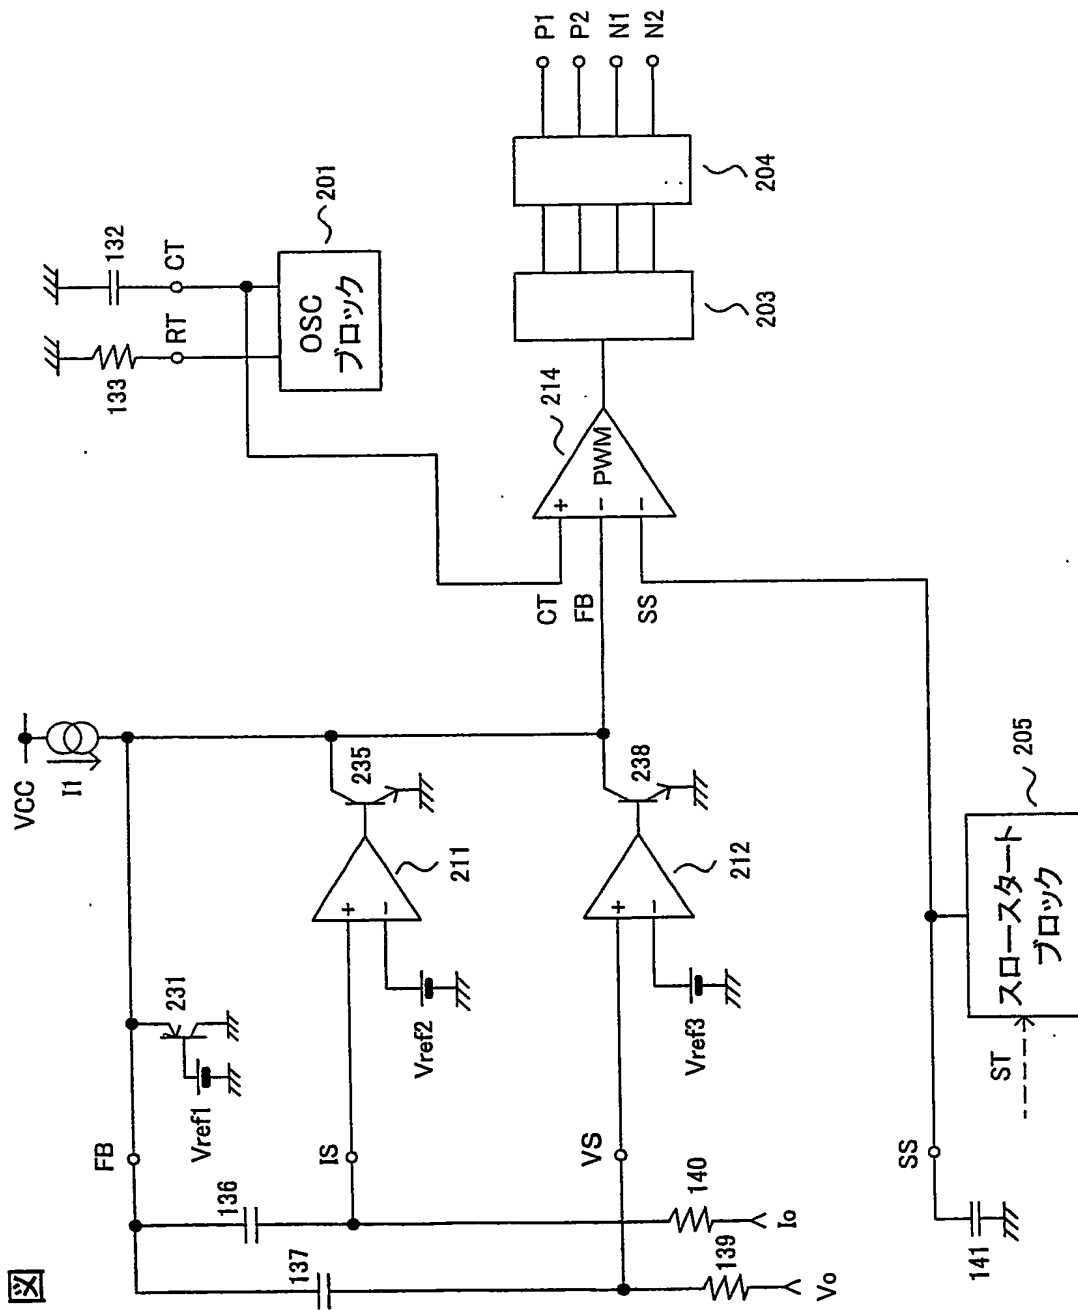 図
VCC
I1
FB
Vref1
231
136
137
IS
Vref2
211
235
VS
Vref3
212
238
140
Io
139
Vo
133
132
RT
CT
OSC
ブロック
201
CT
FB
SS
+
−
−
PWM
214
+
−
+
−
203
204
P1
P2
N1
N2
SS
141
ST
スロースタート
ブロック
205